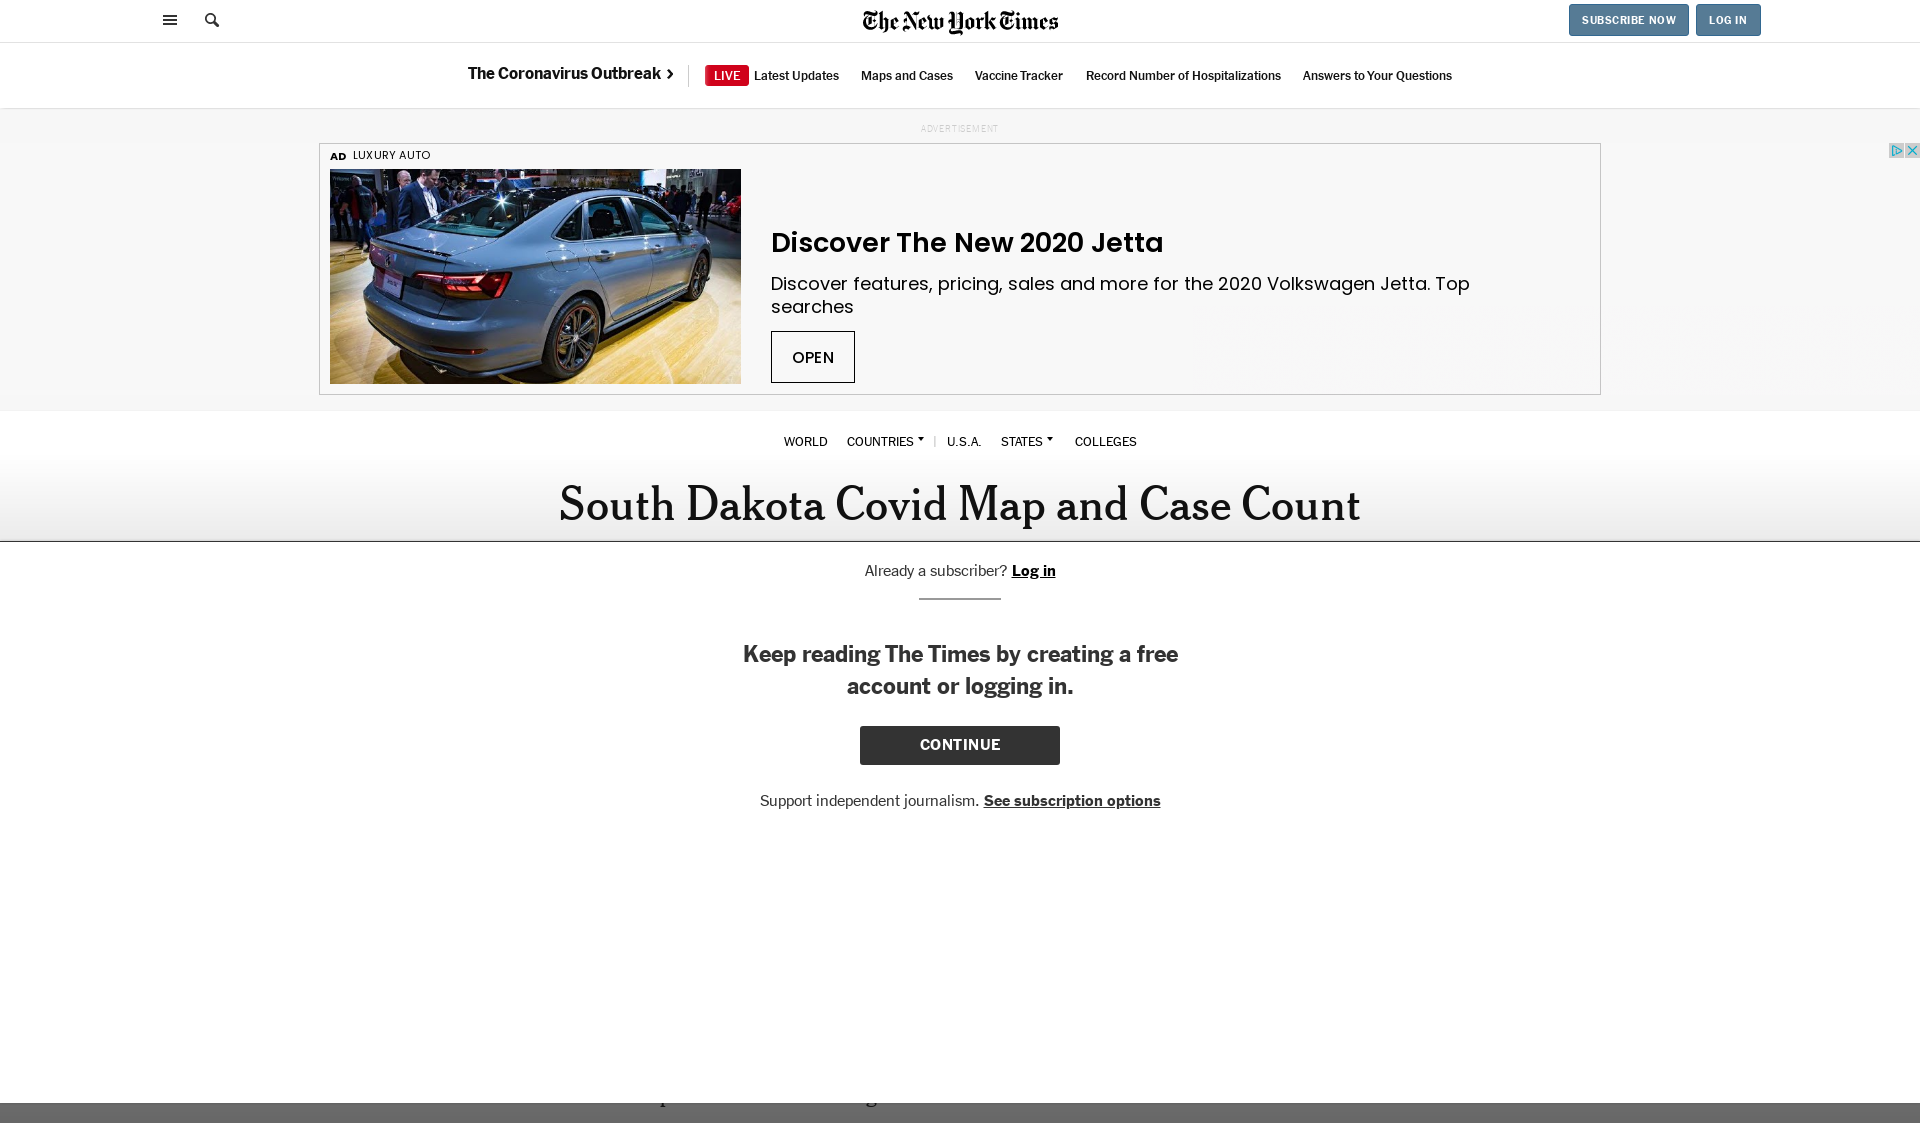 The New York Times
SUBSCRIBE NOW
LOG IN
The Coronavirus Outbreak
LIVE Latest Updates
Maps and Cases
Vaccine Tracker
Record Number of Hospitalizations
Answers to Your Questions
ADVERTISEMENT
AD LUXURY AUTO
Discover The New 2020 Jetta
Discover features, pricing, sales and more for the 2020 Volkswagen Jetta. Top
searches
OPEN
WORLD
COUNTRIES
U.S.A.
STATES
COLLEGES
South Dakota Covid Map and Case Count
Already a subscriber? Log in
Keep reading The Times by creating a free
account or logging in.
CONTINUE
Support independent journalism. See subscription options